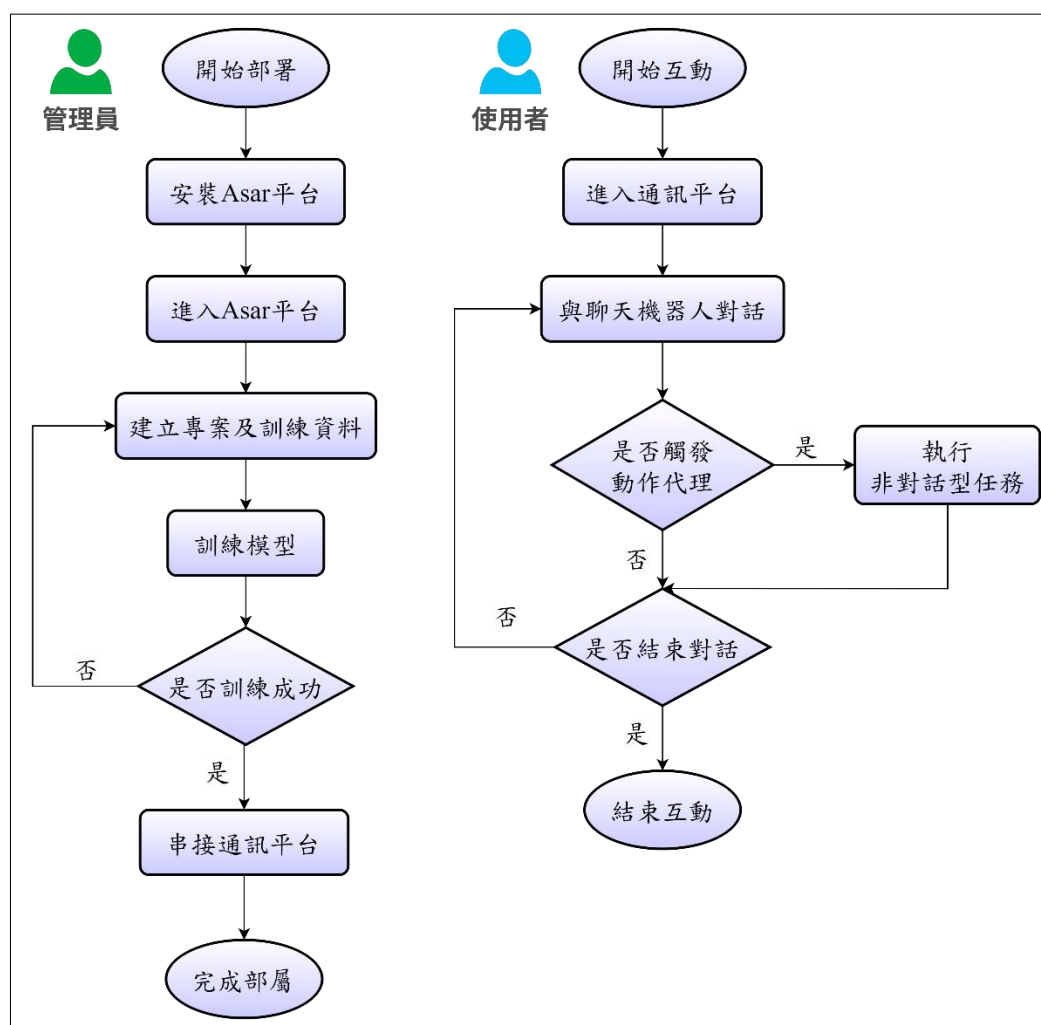 管理員
開始部署
安裝Asar平台
進入Asar平台
建立專案及訓練資料
訓練模型
是否訓練成功
否
是
串接通訊平台
完成部屬
使用者
開始互動
進入通訊平台
與聊天機器人對話
是否觸發
動作代理
是
執行
非對話型任務
否
是否結束對話
否
是
結束互動